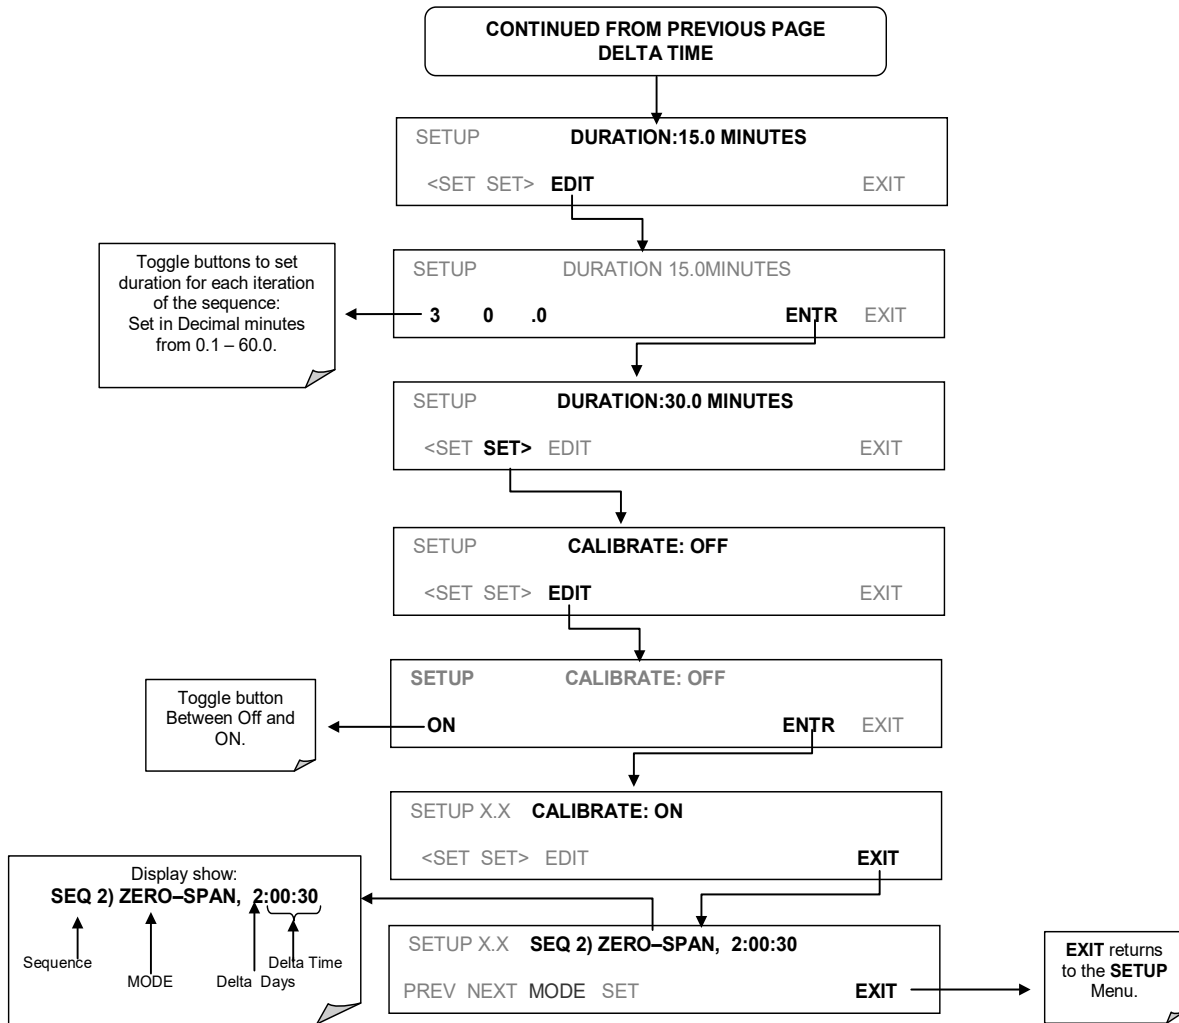 CONTINUED FROM PREVIOUS PAGE
DELTA TIME
SETUP DURATION:15.0 MINUTES
<SET SET> EDIT EXIT
Toggle buttons to set
duration for each iteration
of the sequence:
Set in Decimal minutes
from 0.1 – 60.0.
SETUP DURATION 15.0MINUTES
3 0 .0 ENTR EXIT
SETUP DURATION:30.0 MINUTES
<SET SET> EDIT EXIT
SETUP CALIBRATE: OFF
<SET SET> EDIT EXIT
Toggle button
Between Off and
ON.
SETUP CALIBRATE: OFF
ON ENTR EXIT
SETUP X.X CALIBRATE: ON
<SET SET> EDIT EXIT
Display show:
SEQ 2) ZERO–SPAN, 2:00:30
Sequence
MODE
Delta Days
Delta Time
SETUP X.X SEQ 2) ZERO–SPAN, 2:00:30
PREV NEXT MODE SET EXIT
EXIT returns
to the SETUP
Menu.